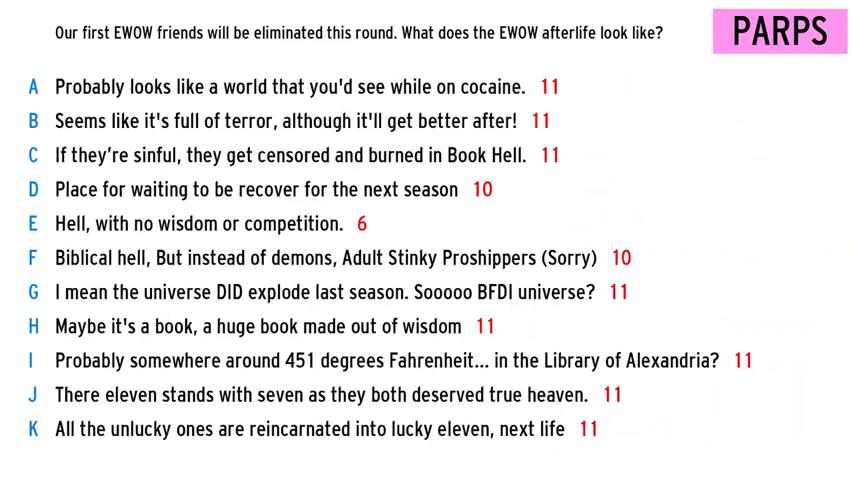 Our first EWOW friends will be eliminated this round. What does the EWOW afterlife look like?
PARPS
A Probably looks like a world that you'd see while on cocaine. 11
B Seems like it's full of terror, although it'll get better after! 11
C If they're sinful, they get censored and burned in Book Hell. 11
D Place for waiting to be recover for the next season 10
E Hell, with no wisdom or competition. 6
F Biblical hell, But instead of demons, Adult Stinky Proshippers (Sorry) 10
G I mean the universe DID explode last season. Sooooo BFDI universe? 11
H Maybe it's a book, a huge book made out of wisdom 11
I Probably somewhere around 451 degrees Fahrenheit... in the Library of Alexandria? 11
J There eleven stands with seven as they both deserved true heaven. 11
K All the unlucky ones are reincarnated into lucky eleven, next life 11